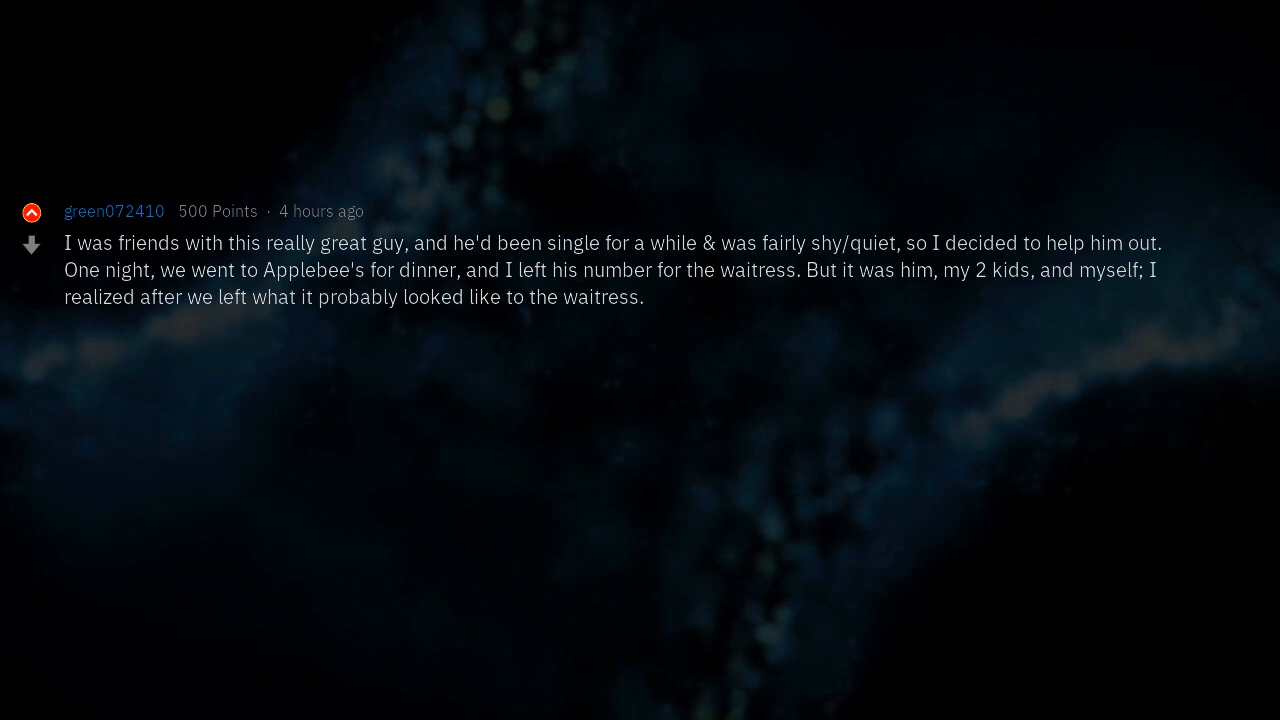 green072410 500 Points · 4 hours ago
I was friends with this really great guy, and he'd been single for a while & was fairly shy/quiet, so I decided to help him out.
One night, we went to Applebee's for dinner, and I left his number for the waitress. But it was him, my 2 kids, and myself; I
realized after we left what it probably looked like to the waitress.